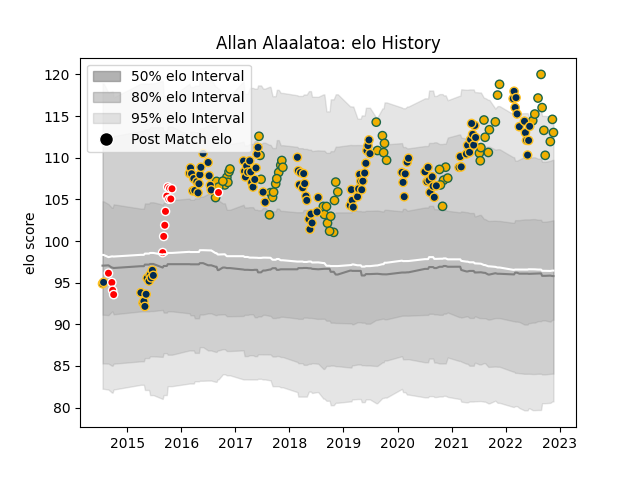 Allan Alaalatoa: elo History
50% elo Interval
80% elo Interval
95% elo Interval
Post Match elo
elo score
120
115
110
105
100
95
90
85
80
2015 2016 2017 2018 2019 2020 2021 2022 2023